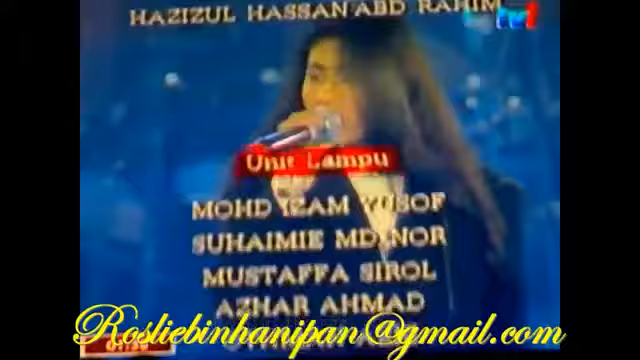 HAZIZUL HASSAN ABD RAHIM
tv1
Unit Lampu
MOHD IZAM YUSOF
SUHAIMIE MD NOR
MUSTAFFA SIROL
AZHAR AHMAD
Rosliebinhanipan@gmail.com